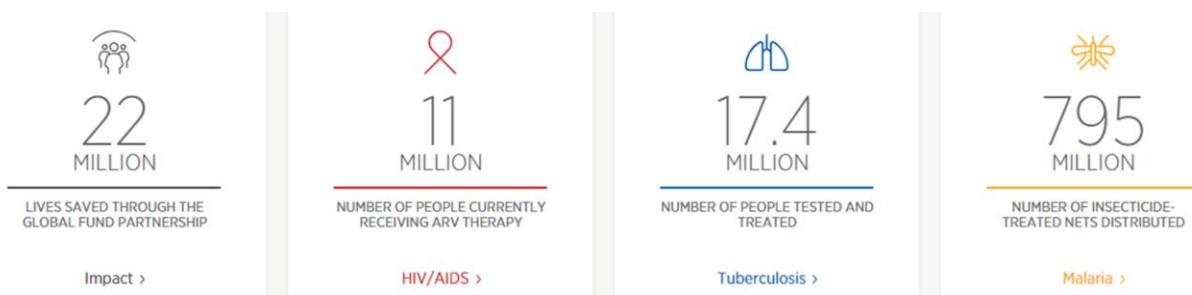 22
MILLION
LIVES SAVED THROUGH THE
GLOBAL FUND PARTNERSHIP
Impact >
11
MILLION
NUMBER OF PEOPLE CURRENTLY
RECEIVING ARV THERAPY
HIV/AIDS >
17.4
MILLION
NUMBER OF PEOPLE TESTED AND
TREATED
Tuberculosis >
795
MILLION
NUMBER OF INSECTICIDE-
TREATED NETS DISTRIBUTED
Malaria >